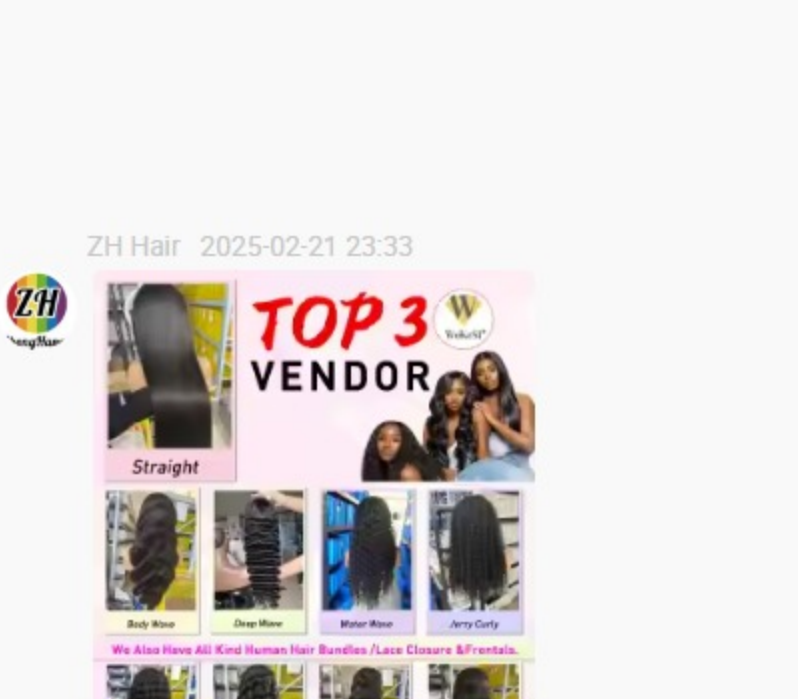 ZH Hair 2025-02-21 23:33
ZH
TOP 3
VENDOR
W
Straight
Body Wave
Deep Wave
Water Wave
Jerry Curly
We Also Have All Kind Human Hair Bundles /Lace Closure &Frontals.